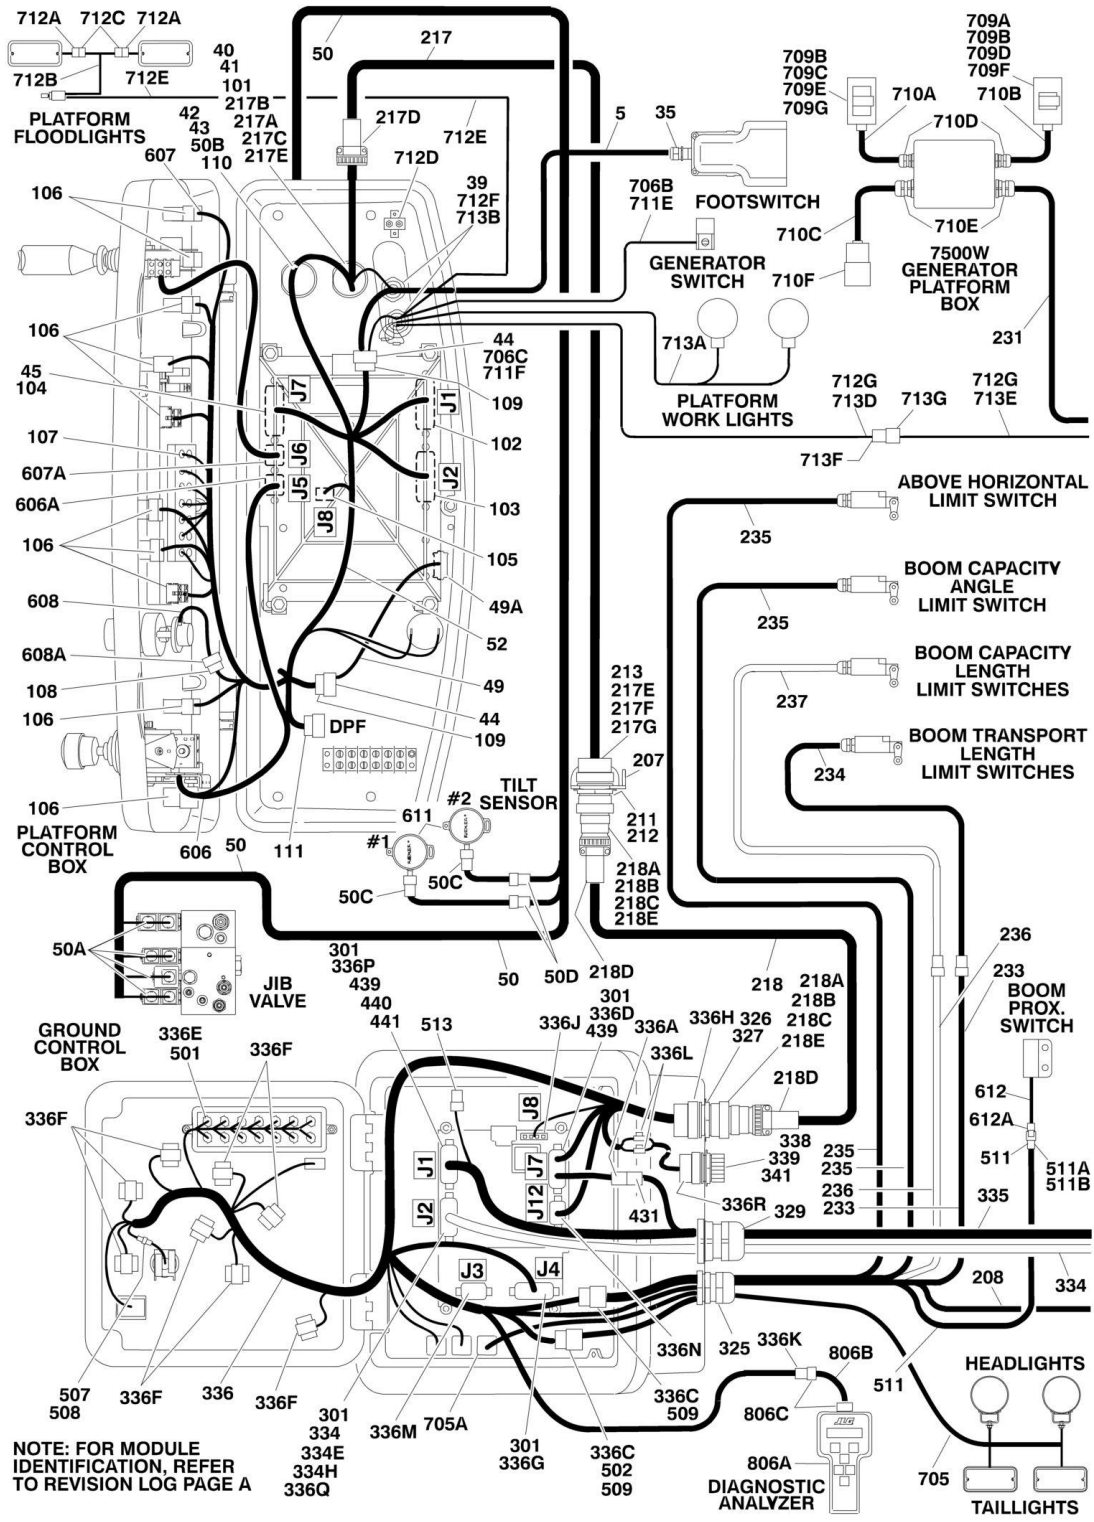 712A 712C 712A
712B 712E
PLATFORM
FLOODLIGHTS
40
41
101
217B
217A
217C
217E
42
43
50B
110
607
50
217
217D
712E
712D
39
712F
713B
5
35
FOOTSWITCH
706B
711E
GENERATOR
SWITCH
709B
709C
709E
709G
709A
709B
709D
709F
710A
710B
710D
710E
710C
710F
7500W
GENERATOR
PLATFORM
BOX
231
106
106
45
104
107
607A
606A
106
608
608A
108
106
106
PLATFORM
CONTROL
BOX
606
111
J7
J6
J5
J8
J1
J2
44
706C
711F
109
102
103
105
49A
52
49
44
109
DPF
713A
PLATFORM
WORK LIGHTS
712G
713D
713G
713F
712G
713E
ABOVE HORIZONTAL
LIMIT SWITCH
235
BOOM CAPACITY
ANGLE
LIMIT SWITCH
235
BOOM CAPACITY
LENGTH
LIMIT SWITCHES
237
BOOM TRANSPORT
LENGTH
LIMIT SWITCHES
234
213
217E
217F
217G
207
211
212
218A
218B
218C
218E
TILT
SENSOR
#2
611
#1
50C
50C
50D
50
50
50A
JIB
VALVE
218D
218
236
233
BOOM
PROX.
SWITCH
612
612A
511
511A
511B
GROUND
CONTROL
BOX
336E
501
336F
336F
301
336P
439
440
441
513
336J
301
336D
439
336A
336L
336H
326
327
218A
218B
218C
218E
218D
338
339
341
336R
329
431
J8
J7
J12
J1
J2
J3
J4
235
235
236
233
335
334
208
325
336N
336K
806B
806C
806A
DIAGNOSTIC
ANALYZER
JLG
511
HEADLIGHTS
705
TAILLIGHTS
507
508
336F
336
336F
301
334
334E
334H
336Q
336M
705A
301
336G
336C
502
509
336C
509
NOTE: FOR MODULE
IDENTIFICATION, REFER
TO REVISION LOG PAGE A